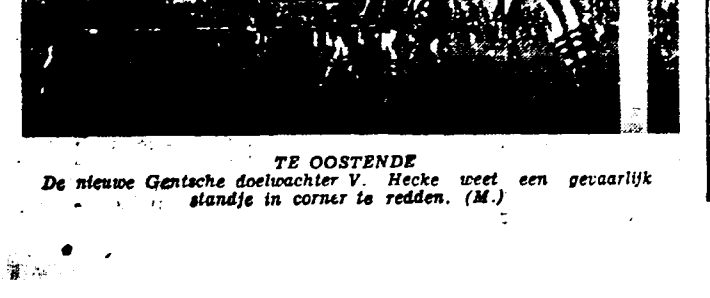 TE OOSTENDE
De nieuwe Gentsche doelwachter V. Hecke weet een gevaarlijk
standje in corner te redden. (M.)